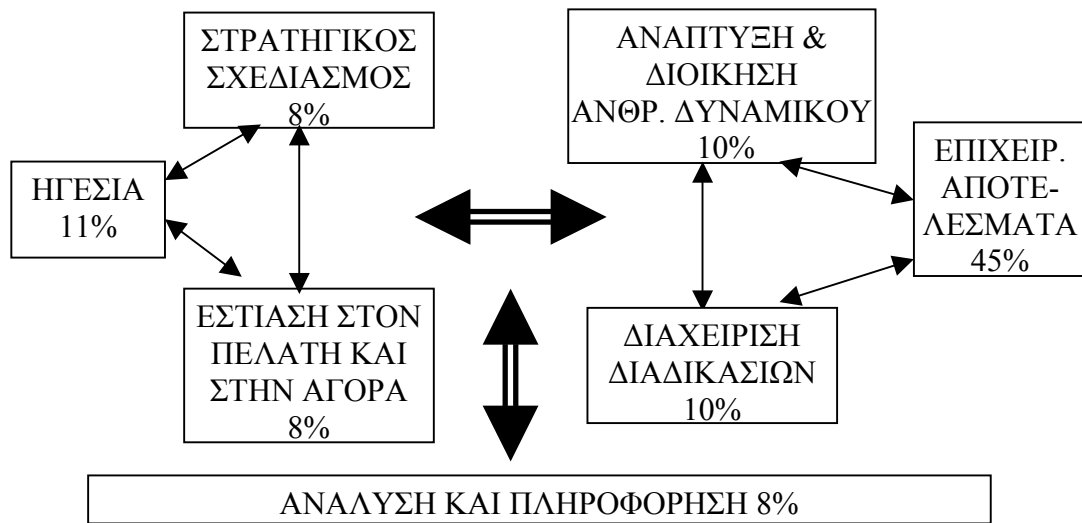 ΣΤΡΑΤΗΓΙΚΟΣ
ΣΧΕΔΙΑΣΜΟΣ
8%
ΑΝΑΠΤΥΞΗ &
ΔΙΟΙΚΗΣΗ
ΑΝΘΡ. ΔΥΝΑΜΙΚΟΥ
10%
ΗΓΕΣΙΑ
11%
ΕΠΙΧΕΙΡ.
ΑΠΟΤΕ-
ΛΕΣΜΑΤΑ
45%
ΕΣΤΙΑΣΗ ΣΤΟΝ
ΠΕΛΑΤΗ ΚΑΙ
ΣΤΗΝ ΑΓΟΡΑ
8%
ΔΙΑΧΕΙΡΙΣΗ
ΔΙΑΔΙΚΑΣΙΩΝ
10%
ΑΝΑΛΥΣΗ ΚΑΙ ΠΛΗΡΟΦΟΡΗΣΗ 8%